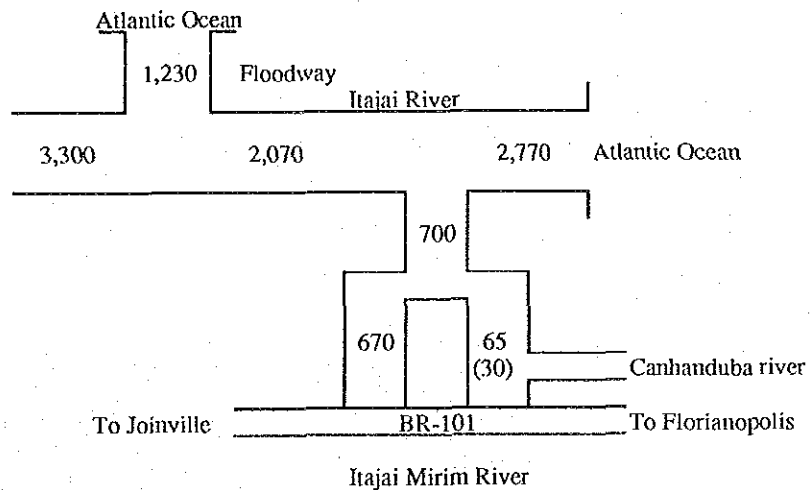 Atlantic Ocean
1,230 Floodway
Itajai River
3,300 2,070 2,770 Atlantic Ocean
700
670 65
(30)
Canhanduba river
To Joinville BR-101 To Florianopolis
Itajai Mirim River